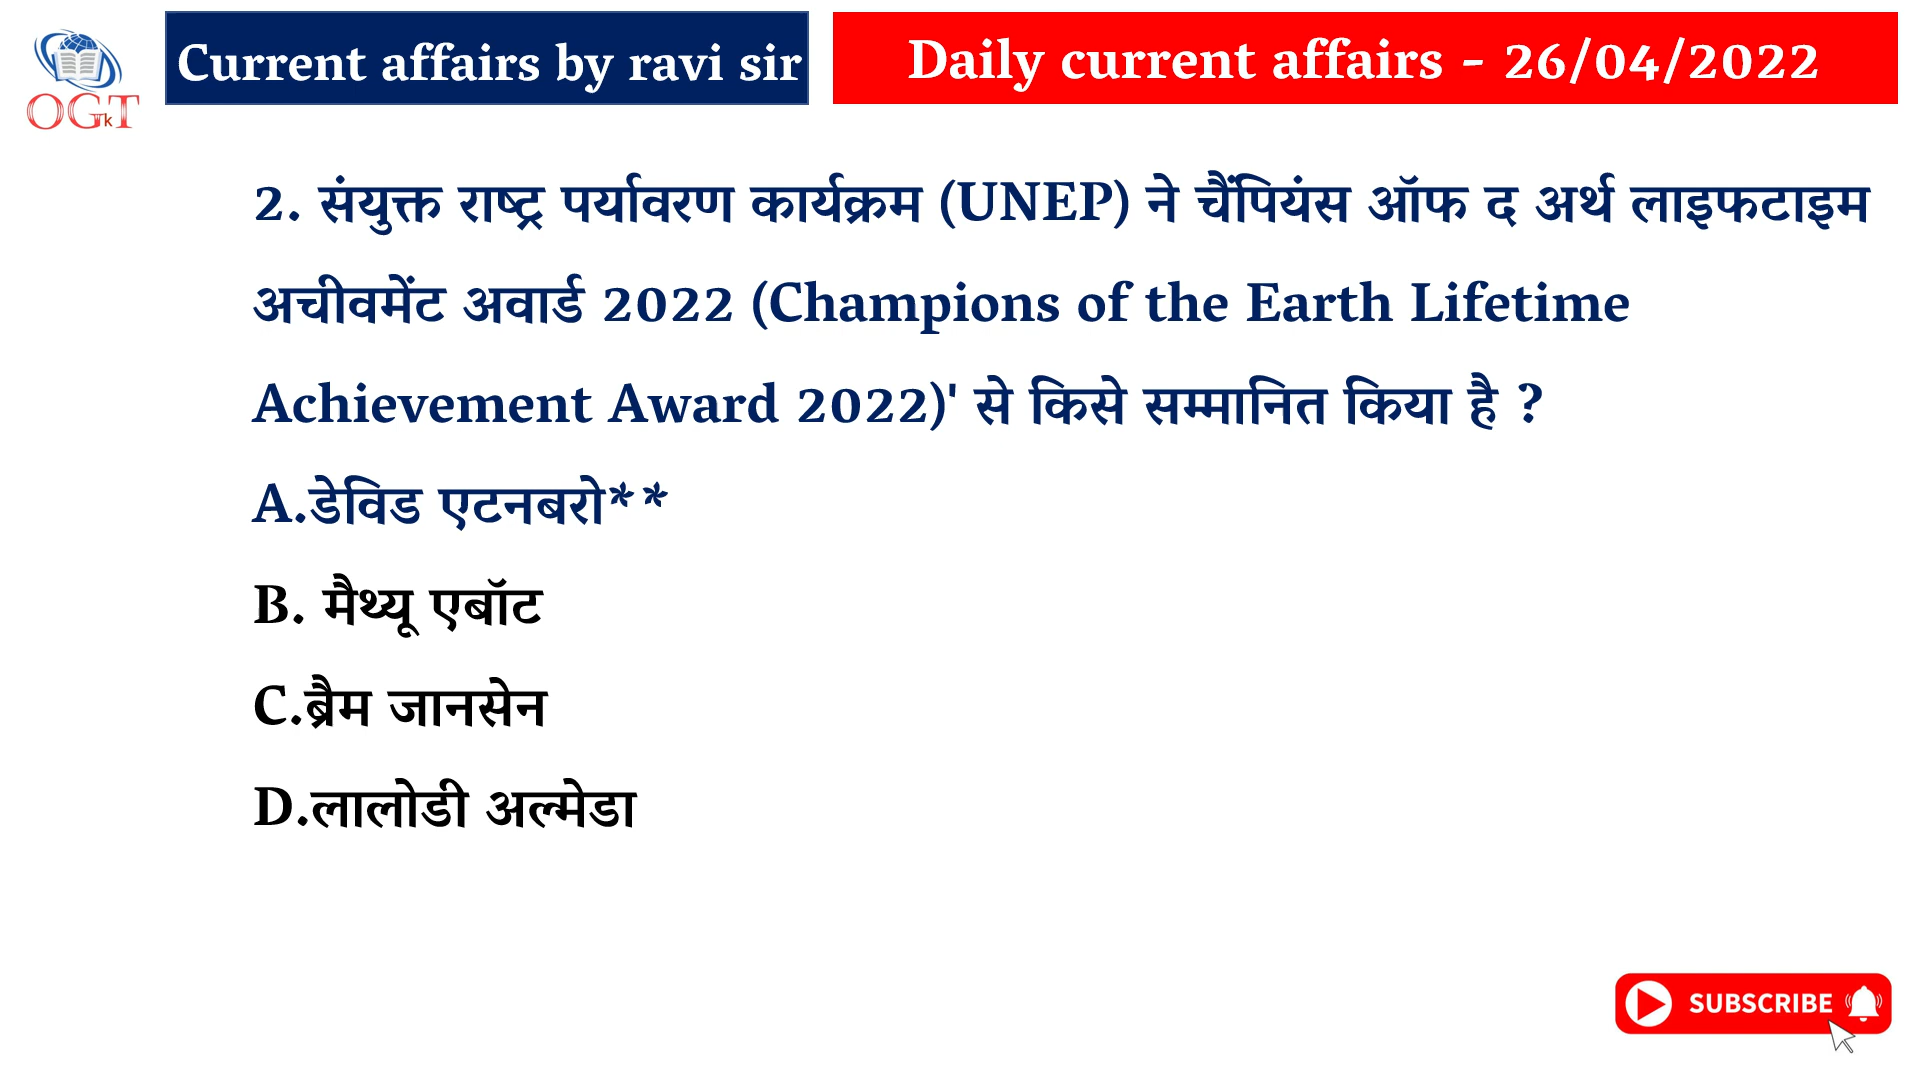 OGT
k
Current affairs by ravi sir
Daily current affairs - 26/04/2022
2. संयुक्त राष्ट्र पर्यावरण कार्यक्रम (UNEP) ने चैंपियंस ऑफ द अर्थ लाइफटाइम
अचीवमेंट अवार्ड 2022 (Champions of the Earth Lifetime
Achievement Award 2022)' से किसे सम्मानित किया है ?
A.डेविड एटनबरो**
B. मैथ्यू एबॉट
C.ब्रैम जानसेन
D.लालोडी अल्मेडा
SUBSCRIBE